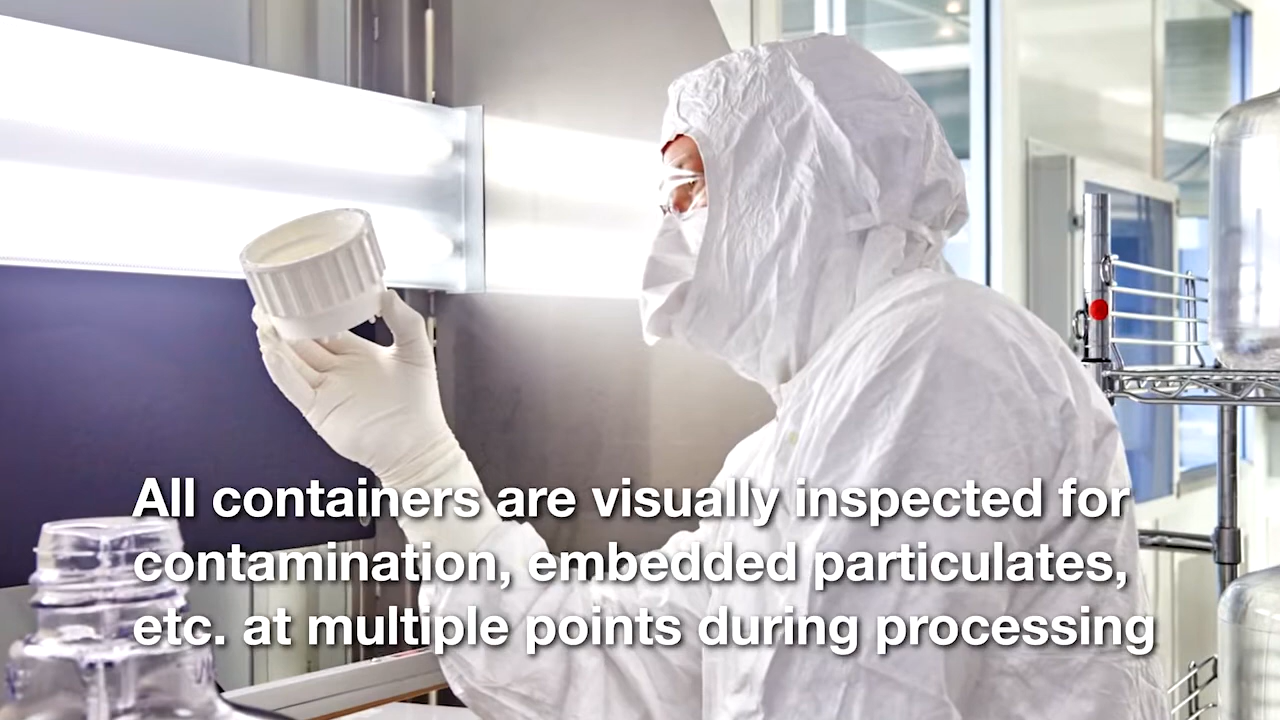 All containers are visually inspected for
contamination, embedded particulates,
etc. at multiple points during processing